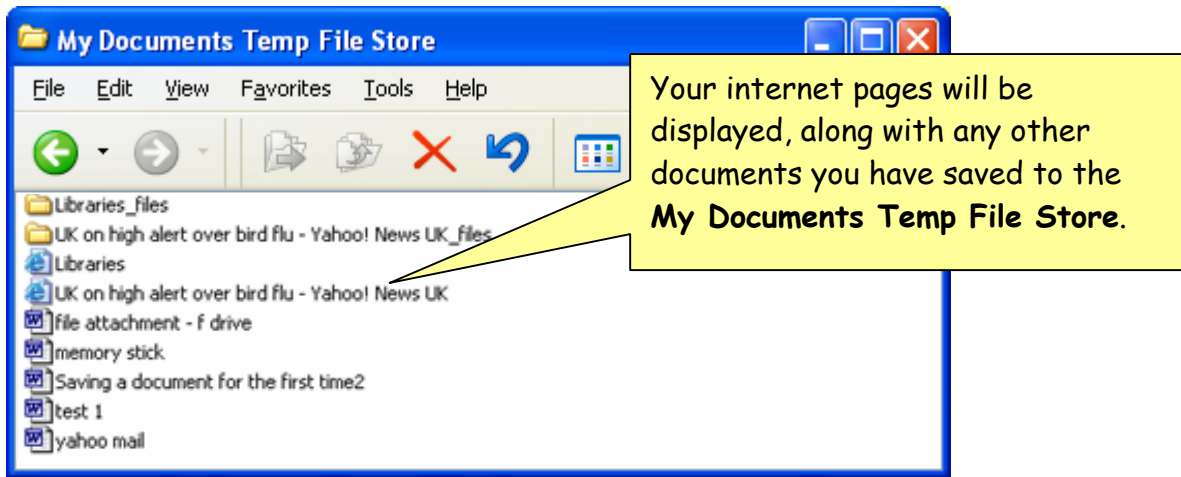 My Documents Temp File Store
File Edit View Favorites Tools Help
Your internet pages will be
displayed, along with any other
documents you have saved to the
My Documents Temp File Store.
Libraries_files
UK on high alert over bird flu - Yahoo! News UK_files
Libraries
UK on high alert over bird flu - Yahoo! News UK
file attachment - f drive
memory stick
Saving a document for the first time2
test 1
yahoo mail